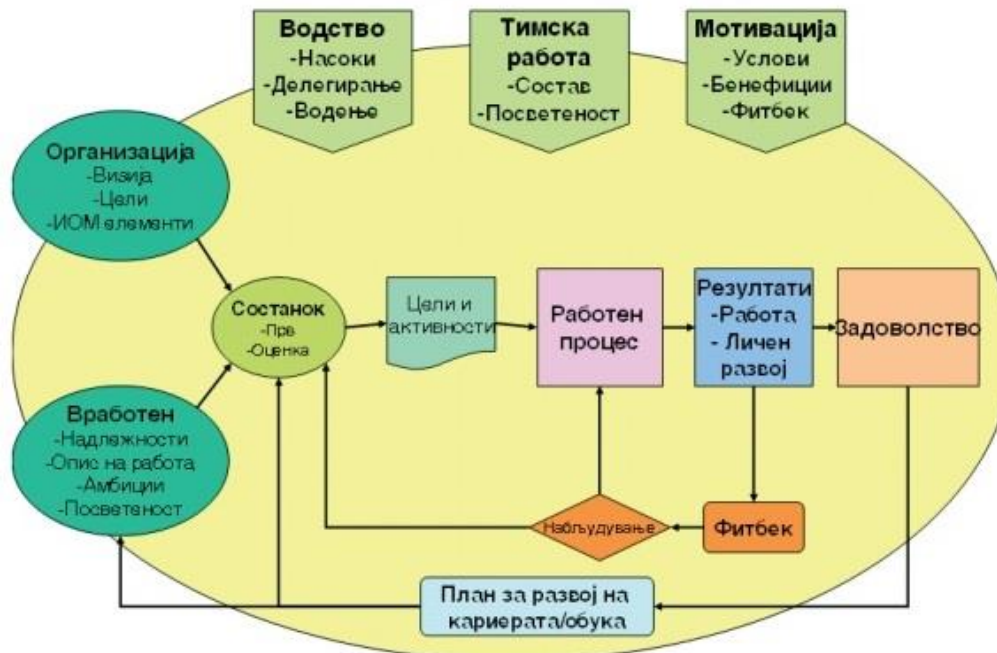 Водство
-Насоки
-Делегирање
-Водење
Тимска
работа
-Состав
-Посветеност
Мотивација
-Услови
-Бенефиции
-Фитбек
Организација
-Визија
-Цели
-ИОМ елементи
Состанок
-Прв
-Оценка
Цели и
активности
Работен
процес
Резултати
-Работа
- Личен
развој
Задоволство
Вработен
-Надлежности
-Опис на работа
-Амбиции
-Посветеност
Набљудување
Фитбек
План за развој на
кариерата/обука